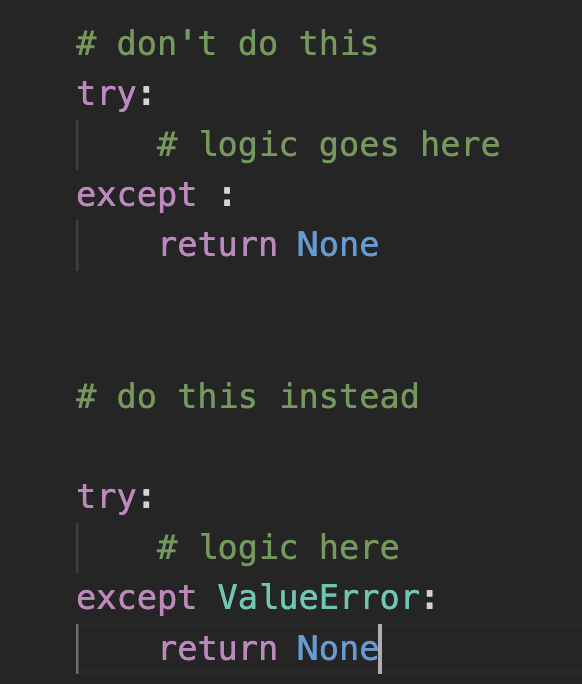 # don't do this
try:
    # logic goes here
except :
    return None
# do this instead
try:
    # logic here
except ValueError:
    return None